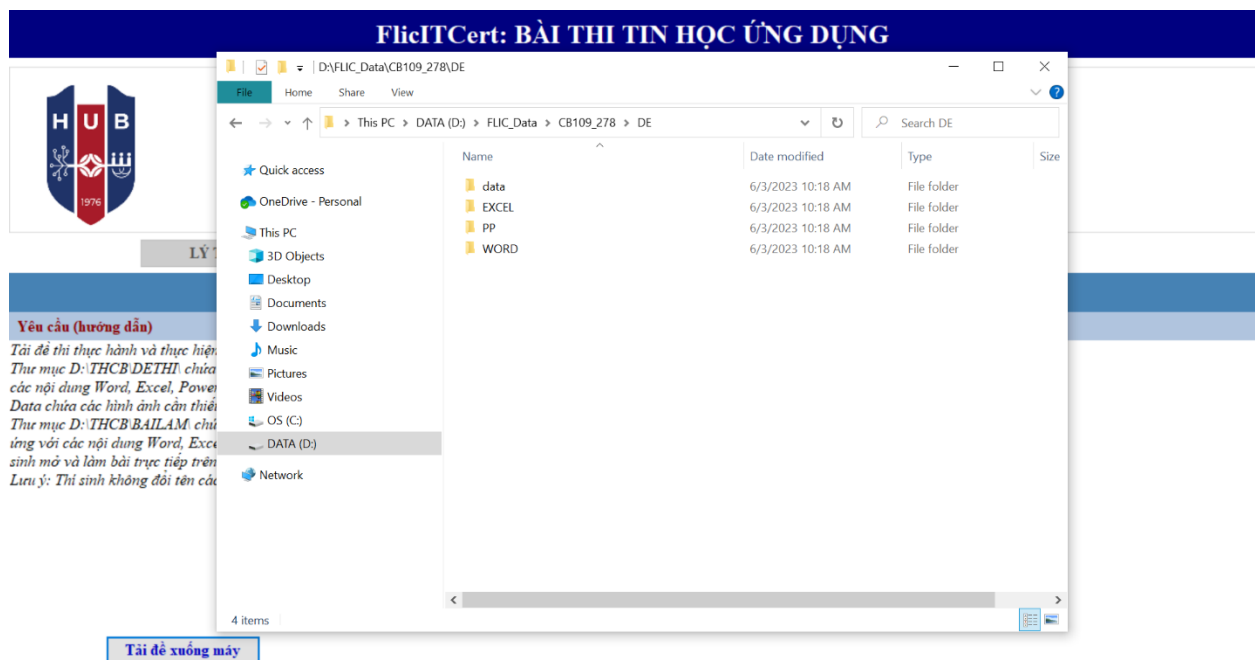 FlicITCert: BÀI THI TIN HỌC ỨNG DỤNG
D:\FLIC_Data\CB109_278\DE
File Home Share View
This PC > DATA (D:) > FLIC_Data > CB109_278 > DE
Search DE
Name Date modified Type Size
Quick access
OneDrive - Personal
This PC
3D Objects
Desktop
Documents
Downloads
Music
Pictures
Videos
OS (C:)
DATA (D:)
Network
data 6/3/2023 10:18 AM File folder
EXCEL 6/3/2023 10:18 AM File folder
PP 6/3/2023 10:18 AM File folder
WORD 6/3/2023 10:18 AM File folder
4 items
HUB
1976
LÝ
Yêu cầu (hướng dẫn)
Tải đề thi thực hành và thực hiện
Thư mục D:\THCB\DETHI\ chứa
các nội dung Word, Excel, Power
Data chứa các hình ảnh cần thiế
Thư mục D:\THCB\BAILAM\ chứ
ứng với các nội dung Word, Exce
sinh mở và làm bài trực tiếp trên
Lưu ý: Thí sinh không đổi tên các
Tải đề xuống máy